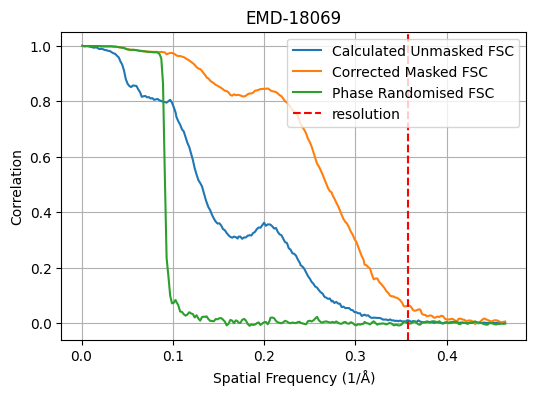 EMD-18069
1.0
0.8
0.6
0.4
0.2
0.0
Correlation
Calculated Unmasked FSC
Corrected Masked FSC
Phase Randomised FSC
resolution
0.0 0.1 0.2 0.3 0.4
Spatial Frequency (1/Å)